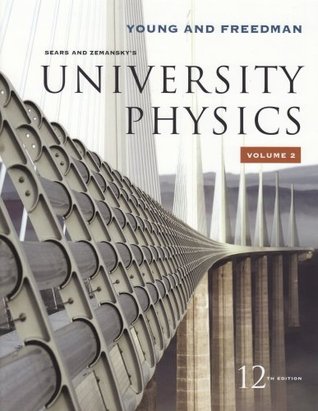 YOUNG AND FREEDMAN
SEARS AND ZEMANSKY'S
UNIVERSITY
PHYSICS
VOLUME 2
12TH EDITION